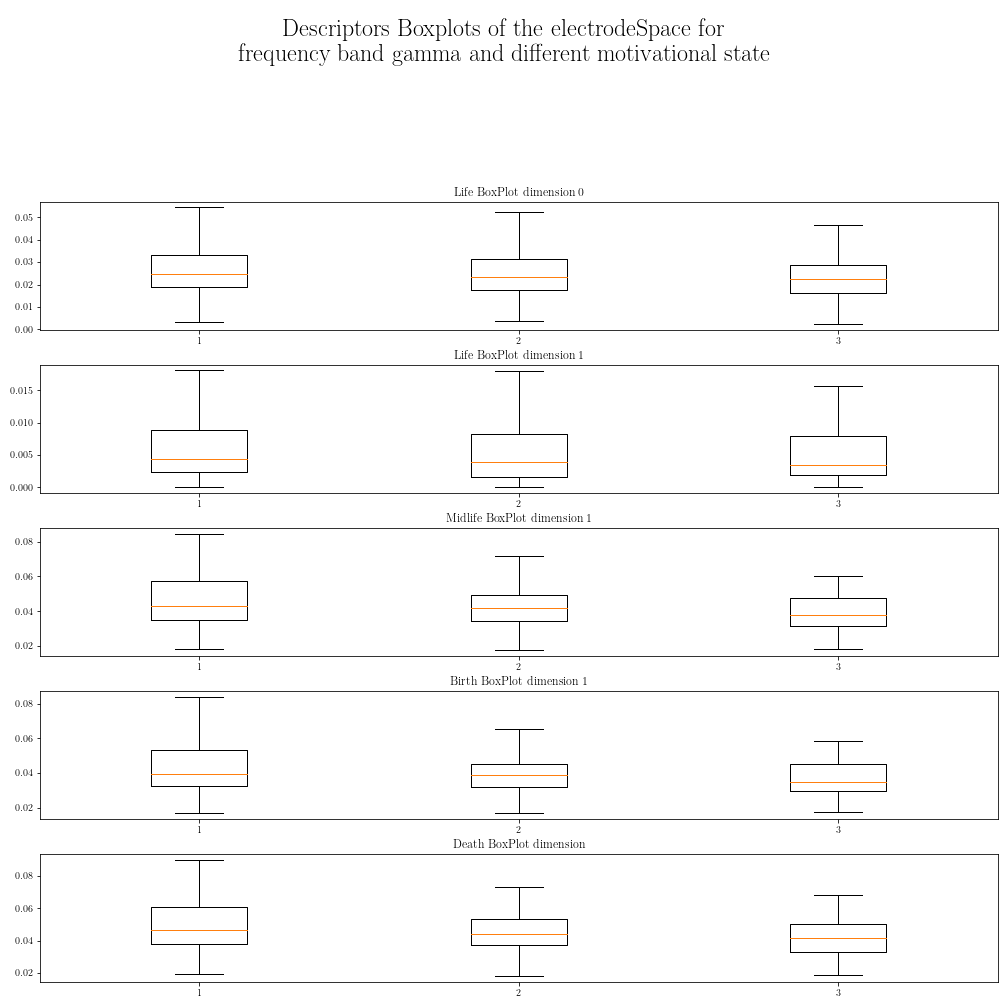 Descriptors Boxplots of the electrodeSpace for
frequency band gamma and different motivational state
Life BoxPlot dimension 0
0.05
0.04
0.03
0.02
0.01
0.00
1 2 3
Life BoxPlot dimension 1
0.015
0.010
0.005
0.000
1 2 3
Midlife BoxPlot dimension 1
0.08
0.06
0.04
0.02
1 2 3
Birth BoxPlot dimension 1
0.08
0.06
0.04
0.02
1 2 3
Death BoxPlot dimension
0.08
0.06
0.04
0.02
1 2 3